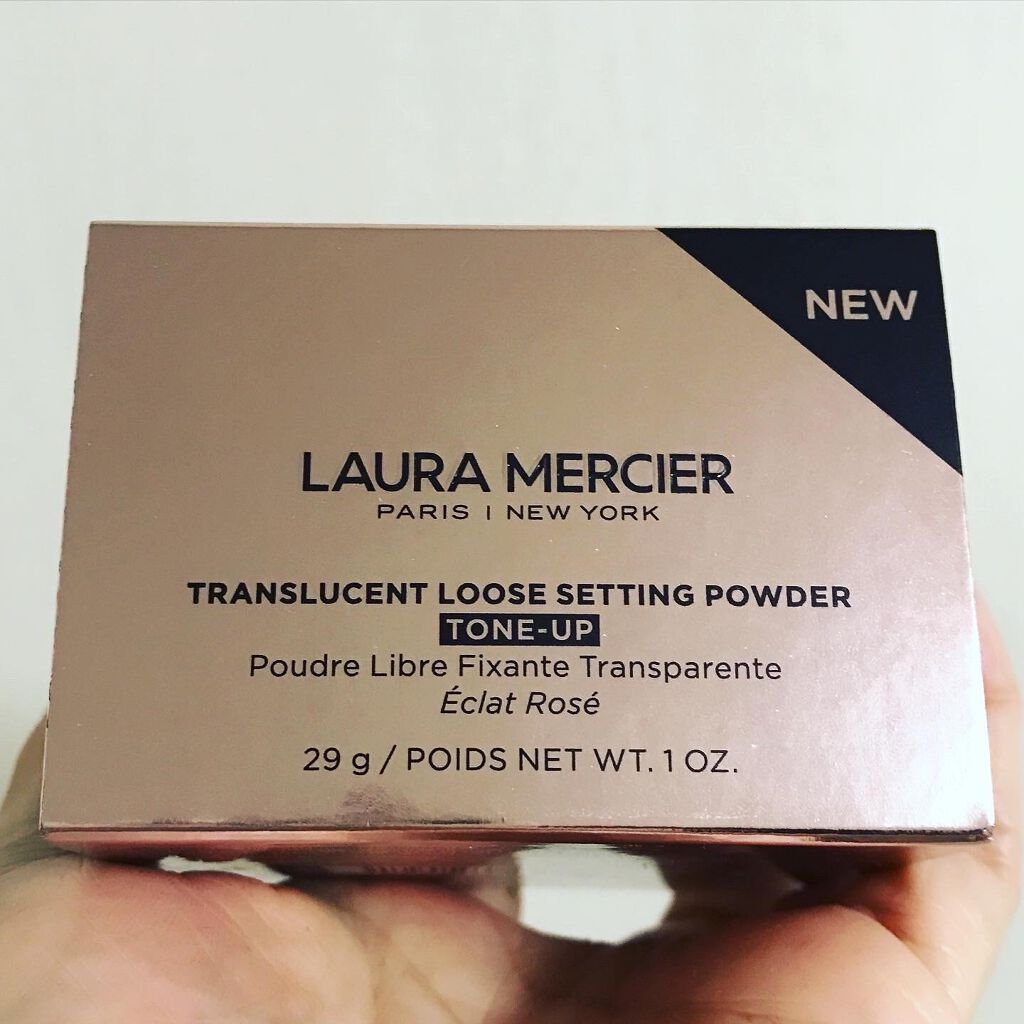 NEW
LAURA MERCIER
PARIS | NEW YORK
TRANSLUCENT LOOSE SETTING POWDER
TONE-UP
Poudre Libre Fixante Transparente
Éclat Rosé
29 g / POIDS NET WT. 1 OZ.